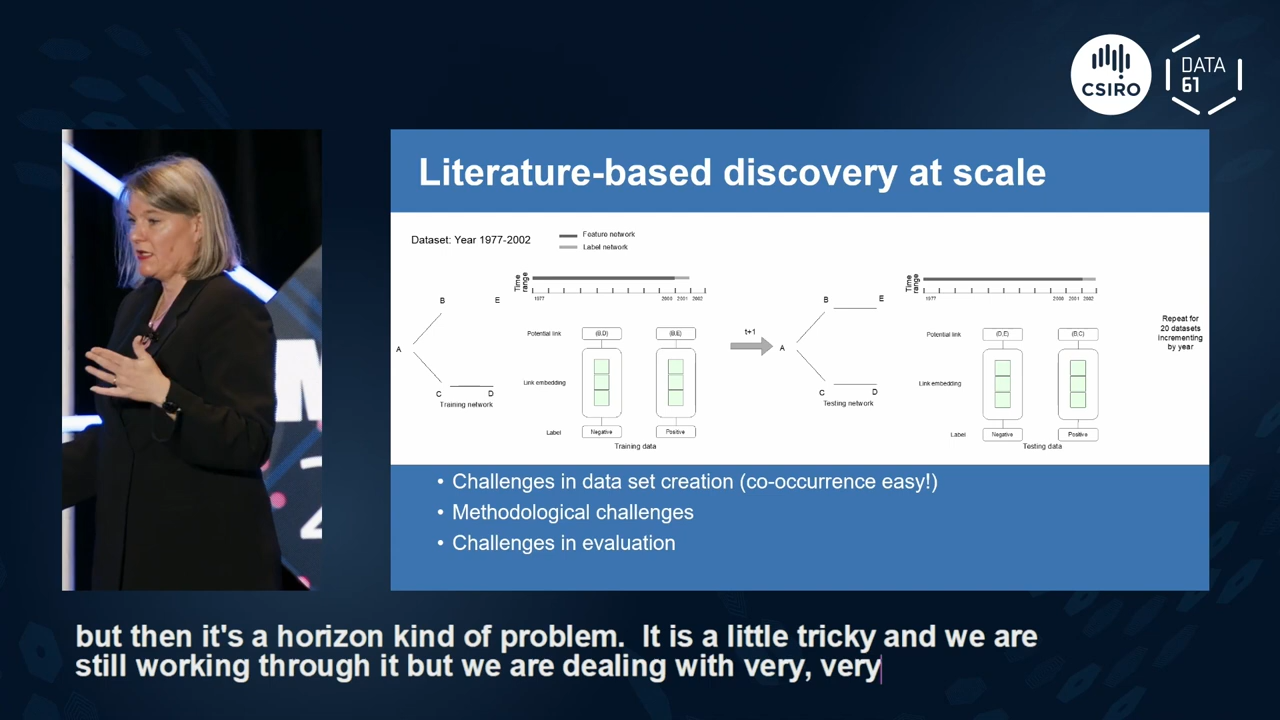 CSIRO
DATA
61
Literature-based discovery at scale
Dataset: Year 1977-2002
Feature network
Label network
Time
range
1977
2000
2001
2002
B
E
A
C
D
Training network
Potential link
(B,D)
(B,E)
Link embedding
Label
Negative
Positive
Training data
t+1
B
E
A
C
D
Testing network
Time
range
1977
2000
2001
2002
Potential link
(D,E)
Link embedding
Label
Negative
Positive
Testing data
Repeat for
20 datasets
incrementing
by year
• Challenges in data set creation (co-occurrence easy!)
• Methodological challenges
• Challenges in evaluation
but then it's a horizon kind of problem. It is a little tricky and we are
still working through it but we are dealing with very, very